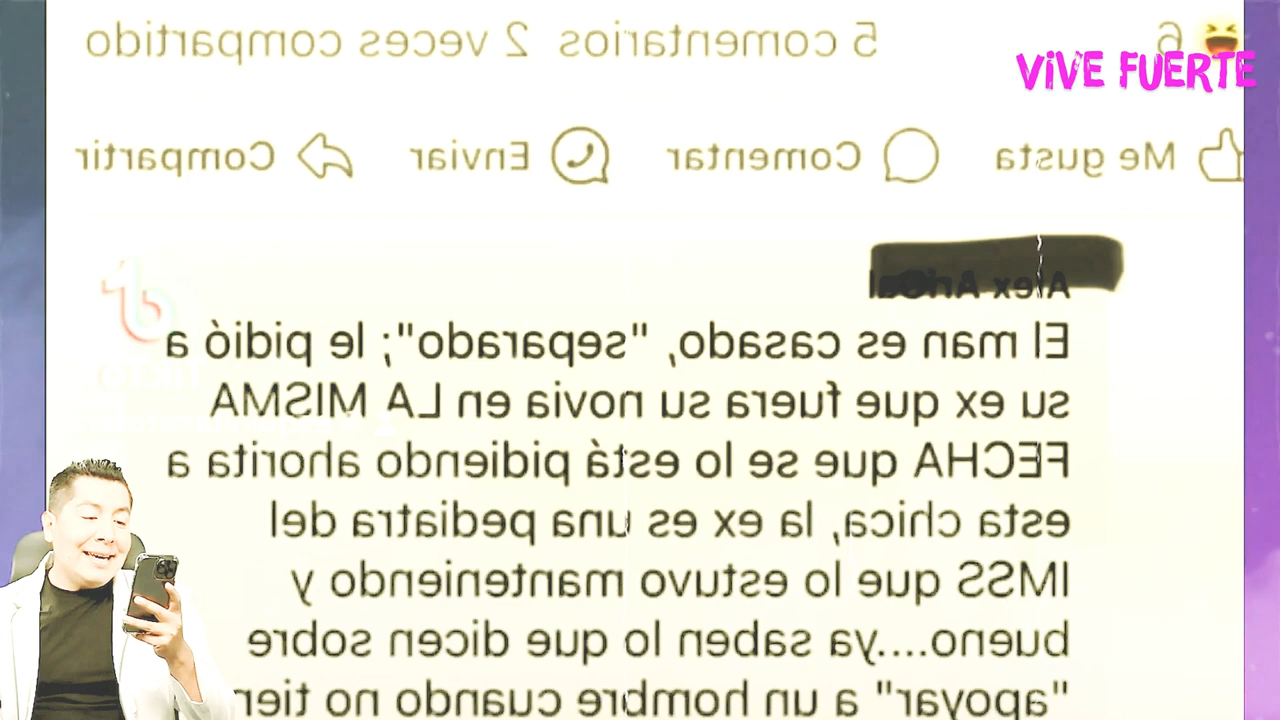 6 5 comentarios 2 veces compartido
VIVE FUERTE
Me gusta Comentar Enviar Compartir
Alex
El man es casado, "separado"; le pidió a
su ex que fuera su novia en LA MISMA
FECHA que se lo está pidiendo ahorita a
esta chica, la ex es una pediatra del
IMSS que lo estuvo manteniendo y
bueno....ya saben lo que dicen sobre
"apoyar" a un hombre cuando no tien